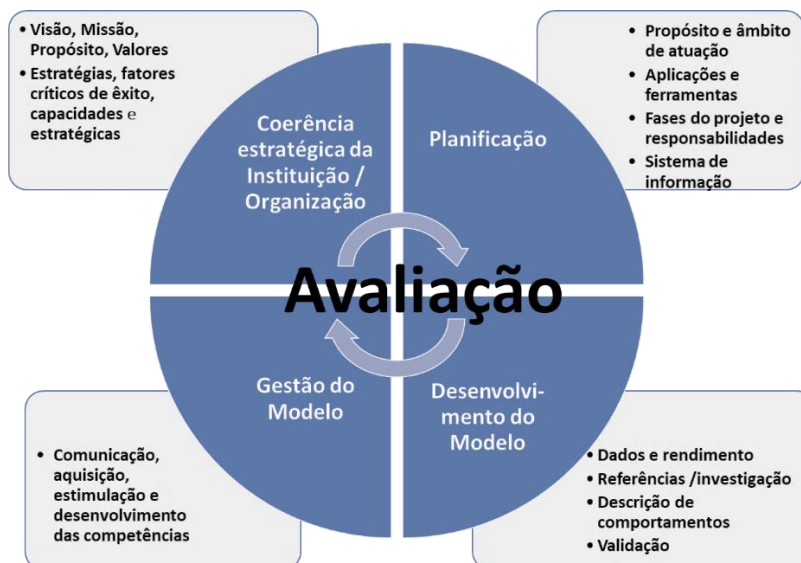 • Visão, Missão,
Propósito, Valores
• Estratégias, fatores
críticos de êxito,
capacidades e
estratégicas
• Propósito e âmbito
de atuação
• Aplicações e
ferramentas
• Fases do projeto e
responsabilidades
• Sistema de
informação
Coerência
estratégica da
Instituição /
Organização
Planificação
Avaliação
Gestão do
Modelo
Desenvolvi-
mento do
Modelo
• Comunicação,
aquisição,
estimulação e
desenvolvimento
das competências
• Dados e rendimento
• Referências /investigação
• Descrição de
comportamentos
• Validação